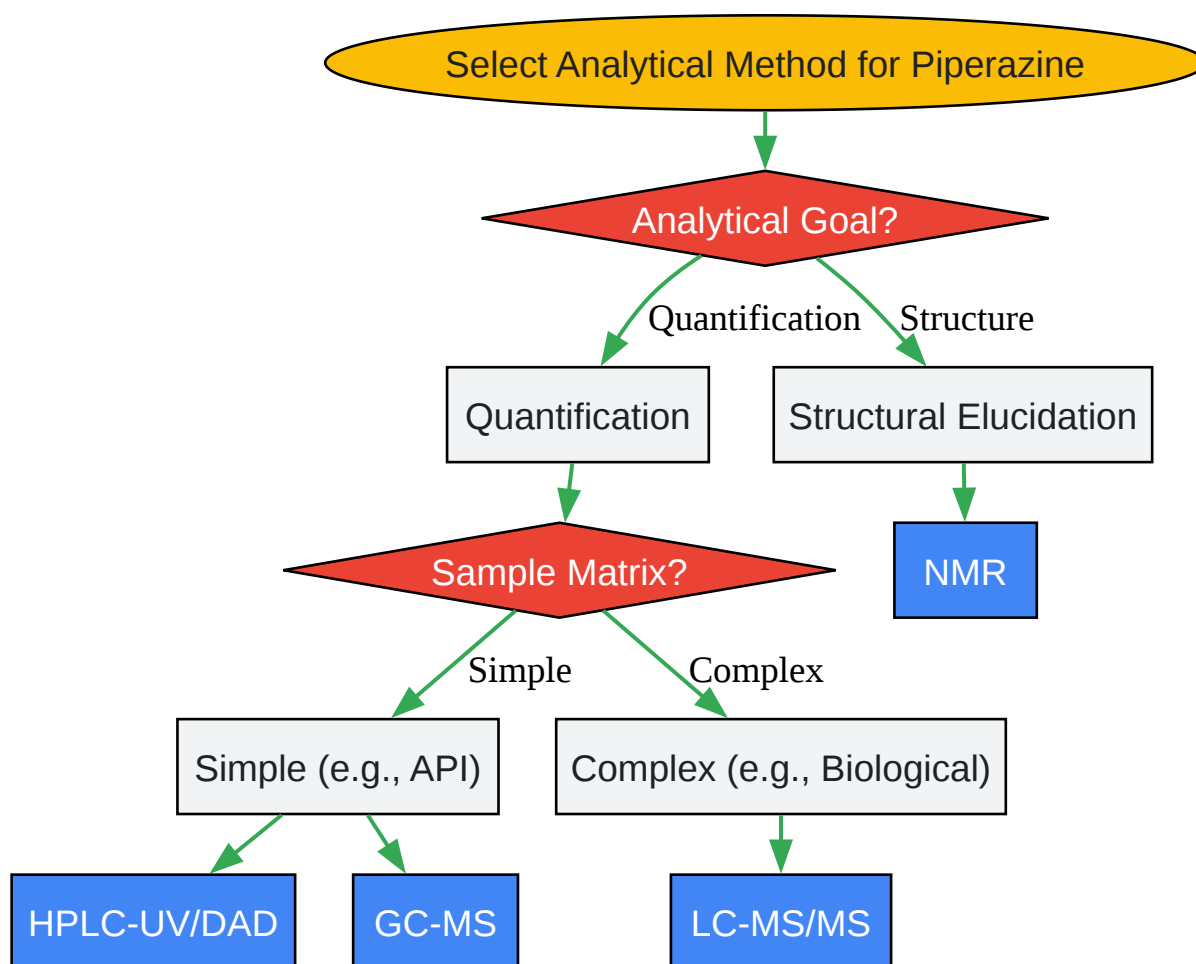 Select Analytical Method for Piperazine
Analytical Goal?
Quantification
Structure
Quantification
Structural Elucidation
Sample Matrix?
NMR
Simple
Complex
Simple (e.g., API)
Complex (e.g., Biological)
HPLC-UV/DAD
GC-MS
LC-MS/MS